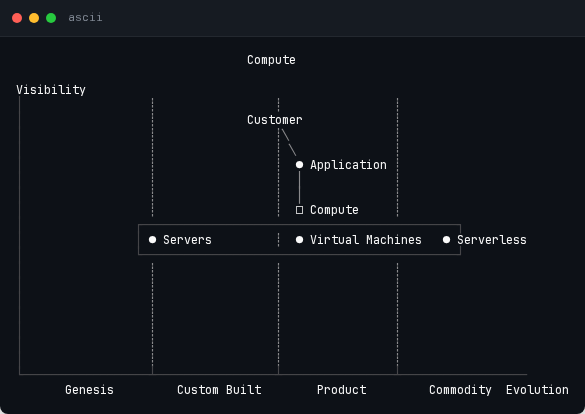 ascii
Compute
Visibility
Customer
Application
Compute
Servers Virtual Machines Serverless
Genesis Custom Built Product Commodity Evolution